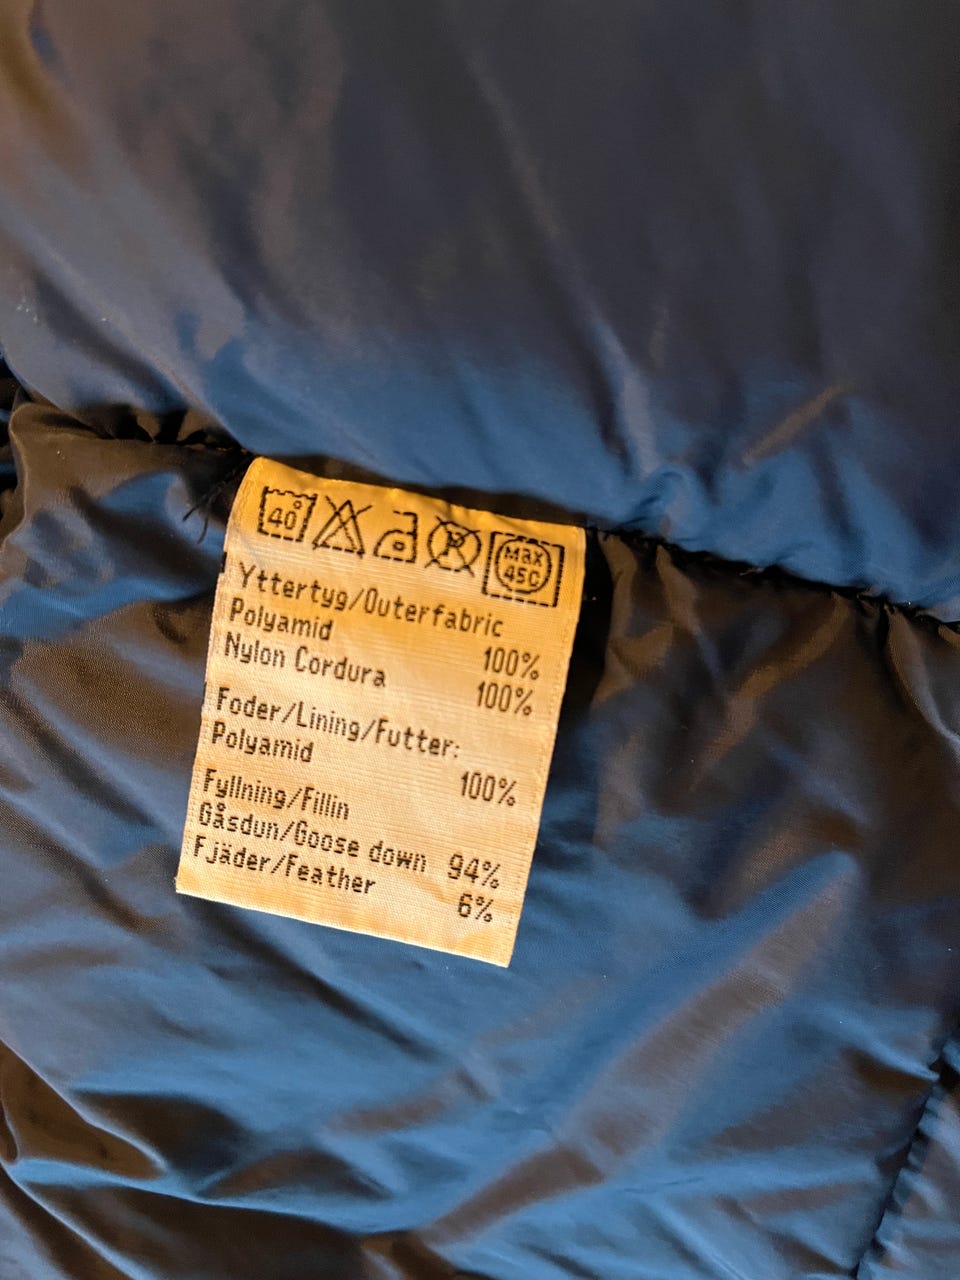 40°
P
Max
45C
Yttertyg/Outerfabric
Polyamid 100%
Nylon Cordura 100%
Foder/Lining/Futter:
Polyamid 100%
Fyllning/Fillin
Gåsdun/Goose down 94%
Fjäder/Feather 6%